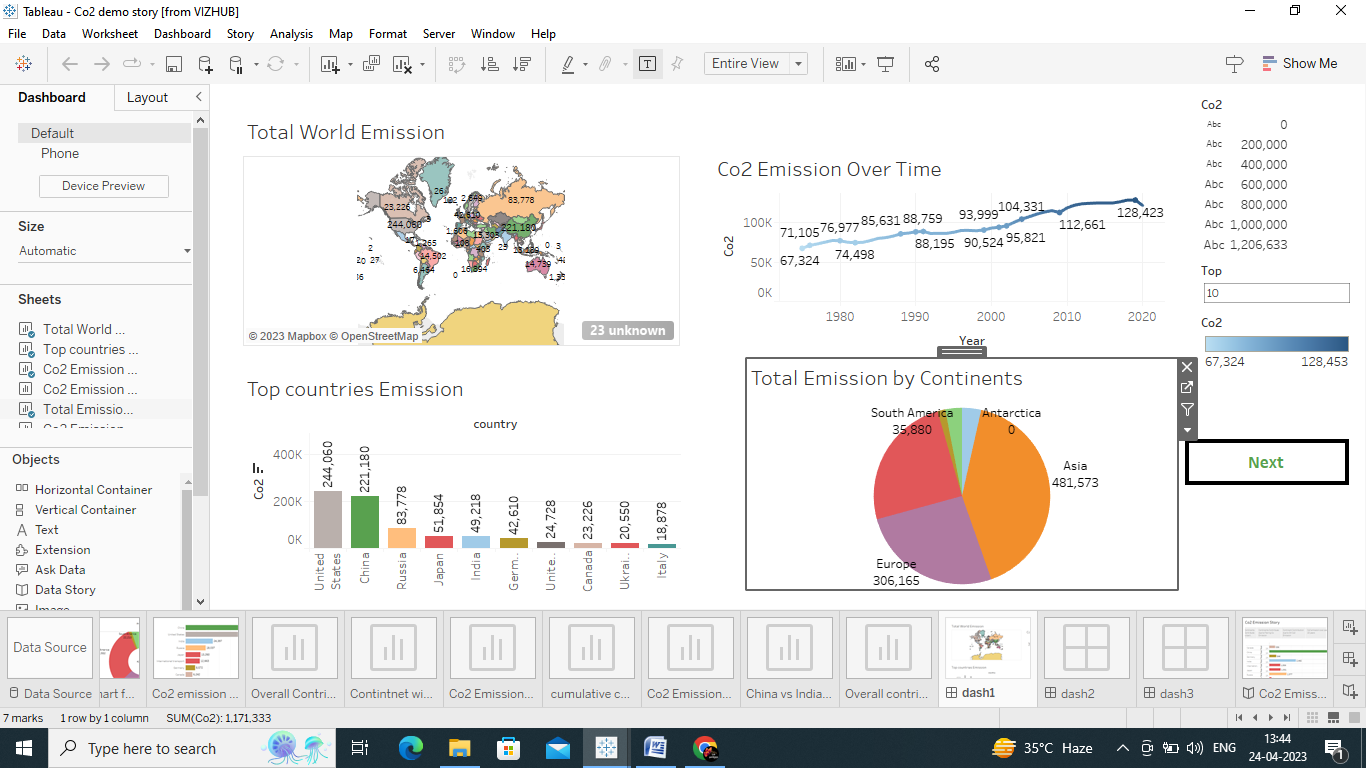 Tableau - Co2 demo story [from VIZHUB]
File Data Worksheet Dashboard Story Analysis Map Format Server Window Help
Entire View
Show Me
Dashboard Layout
Default
Phone
Device Preview
Size
Automatic
Sheets
Total World ...
Top countries ...
Co2 Emission ...
Co2 Emission ...
Total Emissio...
Objects
Horizontal Container
Vertical Container
Text
Extension
Ask Data
Data Story
Image
Total World Emission
26
2,649
83,778
23,226
42,610
244,060
221,180
14,502
6,464
16,894
14,739
0
© 2023 Mapbox © OpenStreetMap
23 unknown
Co2 Emission Over Time
Co2
100K
50K
0K
71,105 76,977 85,631 88,759 93,999 104,331
67,324 74,498 88,195 90,524 95,821 112,661 128,423
1980 1990 2000 2010 2020
Year
Top countries Emission
country
Co2
400K
200K
0K
244,060
221,180
83,778
51,854
49,218
42,610
24,728
23,226
20,550
18,878
United States
China
Russia
Japan
India
Germ..
Unite..
Canada
Ukrai..
Italy
Total Emission by Continents
South America
35,880
Antarctica
0
Asia
481,573
Europe
306,165
Co2
Abc 0
Abc 200,000
Abc 400,000
Abc 600,000
Abc 800,000
Abc 1,000,000
Abc 1,206,633
Top
10
Co2
67,324 128,453
Next
Data Source
Data Source
art f...
Co2 emission ...
Overall Contri...
Contintnet wi...
Co2 Emission...
cumulative c...
Co2 Emission...
China vs India...
Overall contri...
dash1
dash2
dash3
Co2 Emission Story
Co2 Emiss...
7 marks 1 row by 1 column SUM(Co2): 1,171,333
Type here to search
35°C Haze
ENG
13:44
24-04-2023
1